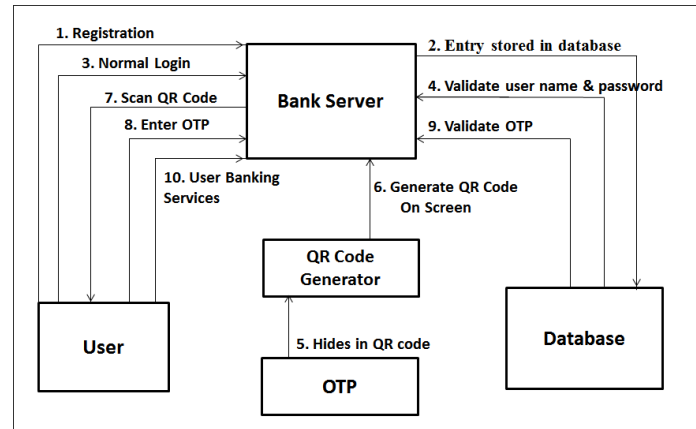 1. Registration
2. Entry stored in database
3. Normal Login
Bank Server
4. Validate user name & password
7. Scan QR Code
8. Enter OTP
9. Validate OTP
10. User Banking
Services
6. Generate QR Code
On Screen
QR Code
Generator
User
5. Hides in QR code
Database
OTP